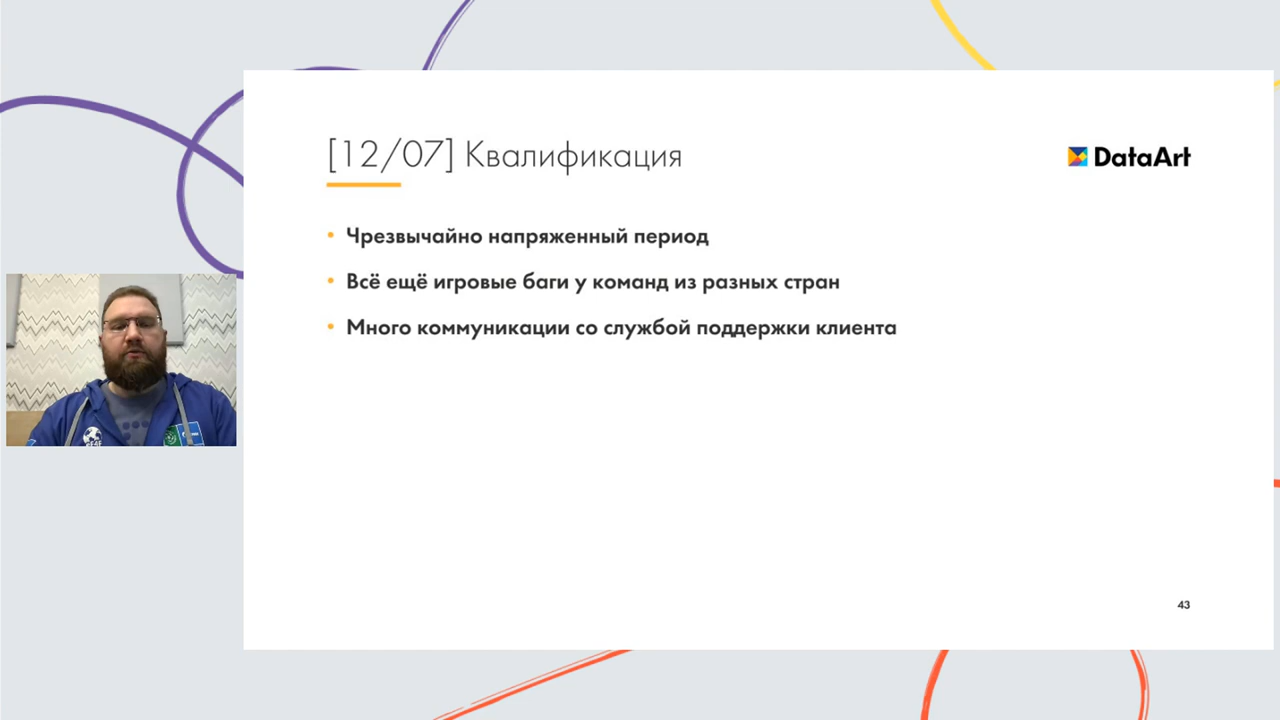 [12/07] Квалификация
DataArt
Чрезвычайно напряженный период
Всё ещё игровые баги у команд из разных стран
Много коммуникации со службой поддержки клиента
43